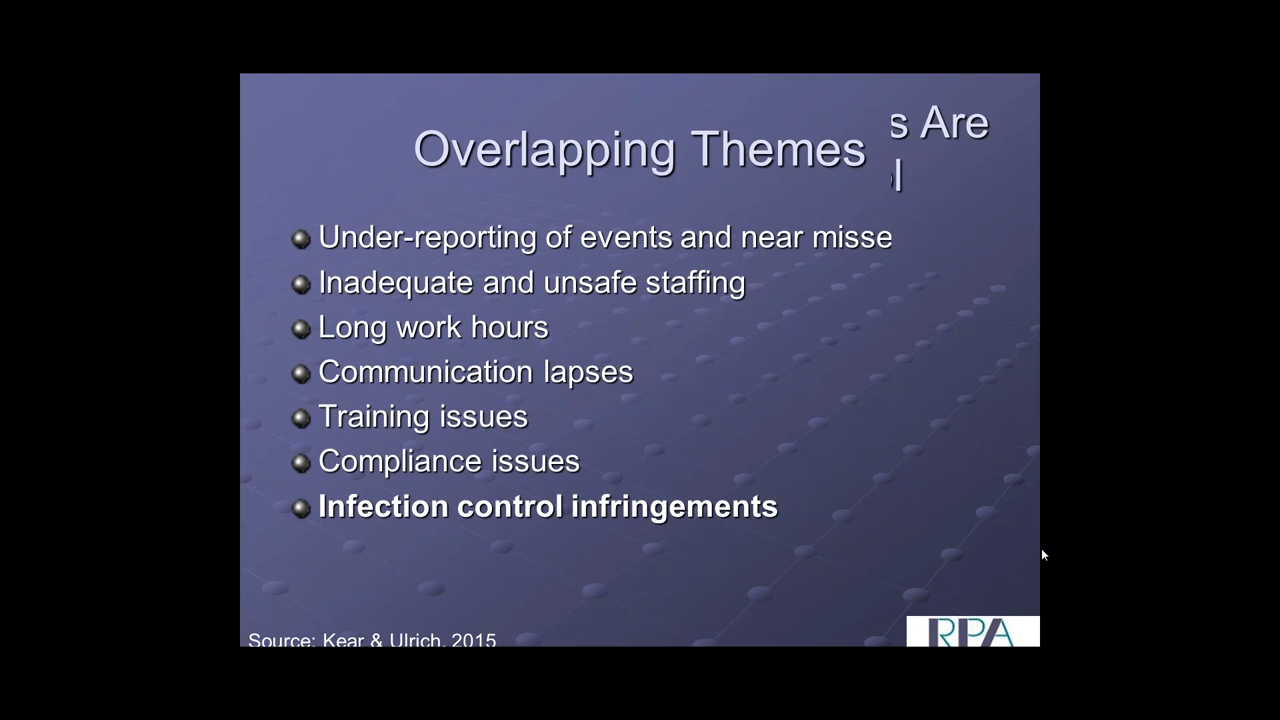 s Are
Overlapping Themes
Under-reporting of events and near misse
Inadequate and unsafe staffing
Long work hours
Communication lapses
Training issues
Compliance issues
Infection control infringements
Source: Kear & Ulrich, 2015
RPA